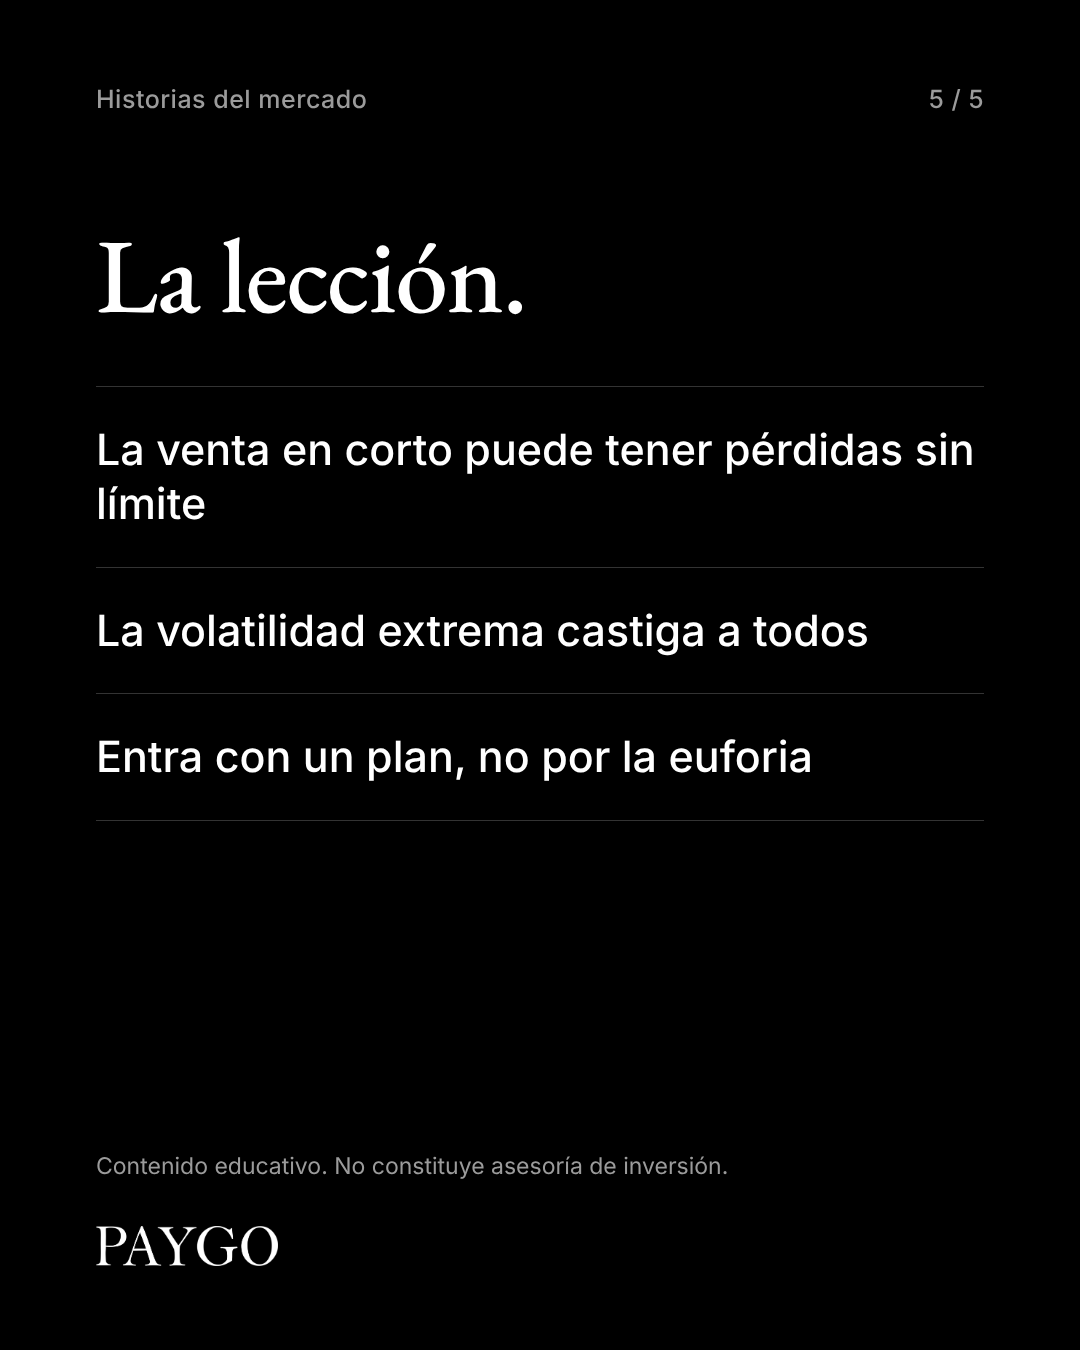 Historias del mercado
5 / 5
La lección.
La venta en corto puede tener pérdidas sin
límite
La volatilidad extrema castiga a todos
Entra con un plan, no por la euforia
Contenido educativo. No constituye asesoría de inversión.
PAYGO